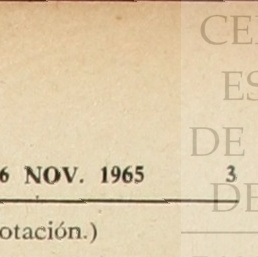 CE
ES
DE
6 NOV. 1965 3
DE
otación.)